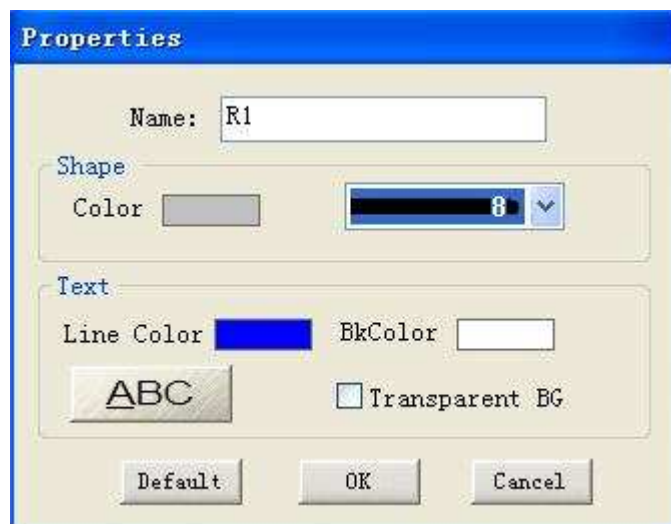 Properties
Name: R1
Shape
Color 8
Text
Line Color BkColor
ABC Transparent BG
Default OK Cancel